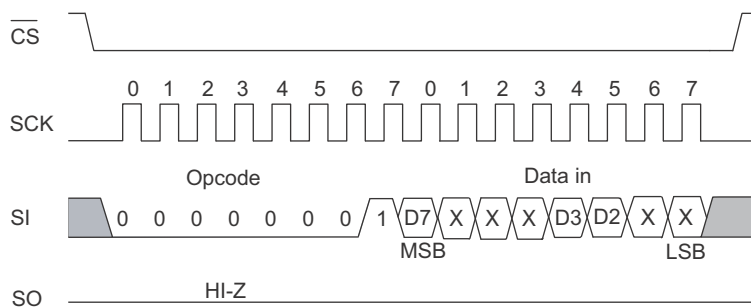 CS
0 1 2 3 4 5 6 7 0 1 2 3 4 5 6 7
SCK
Opcode Data in
SI 0 0 0 0 0 0 0 1 D7 X X X D3 D2 X X
MSB LSB
HI-Z
SO